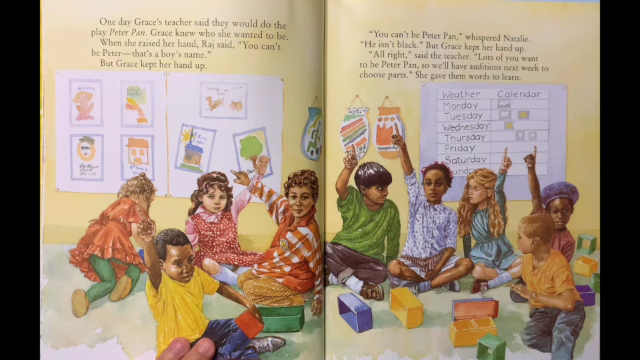 One day Grace's teacher said they would do the
play Peter Pan. Grace knew who she wanted to be.
When she raised her hand, Raj said, "You can't
be Peter—that's a boy's name."
But Grace kept her hand up.
"You can't be Peter Pan," whispered Natalie.
"He isn't black." But Grace kept her hand up.
"All right," said the teacher. "Lots of you want
to be Peter Pan, so we'll have auditions next week to
choose parts." She gave them words to learn.
Weather Calendar
Monday
Tuesday
Wednesday
Thursday
Friday
Saturday